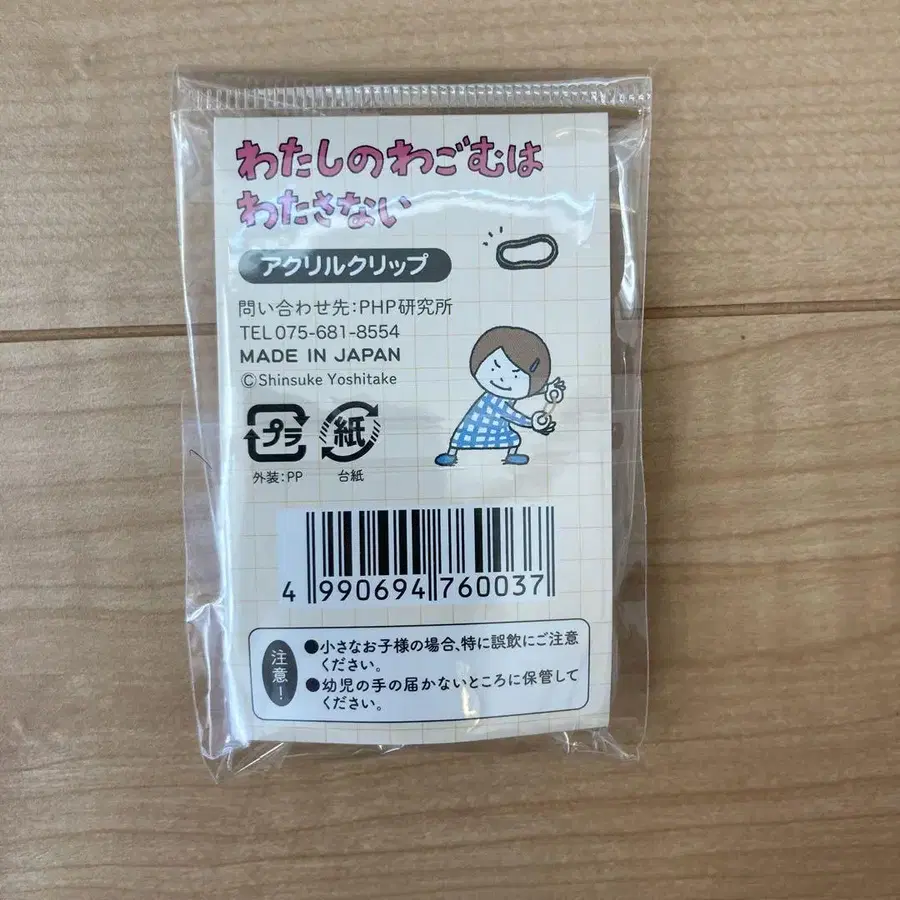 わたしのわごむは
わたさない
アクリルクリップ
問い合わせ先:PHP研究所
TEL 075-681-8554
MADE IN JAPAN
©Shinsuke Yoshitake
プラ
紙
外装:PP
台紙
4 990694 760037
注意!
●小さなお子様の場合、特に誤飲にご注意
ください。
●幼児の手の届かないところに保管して
ください。